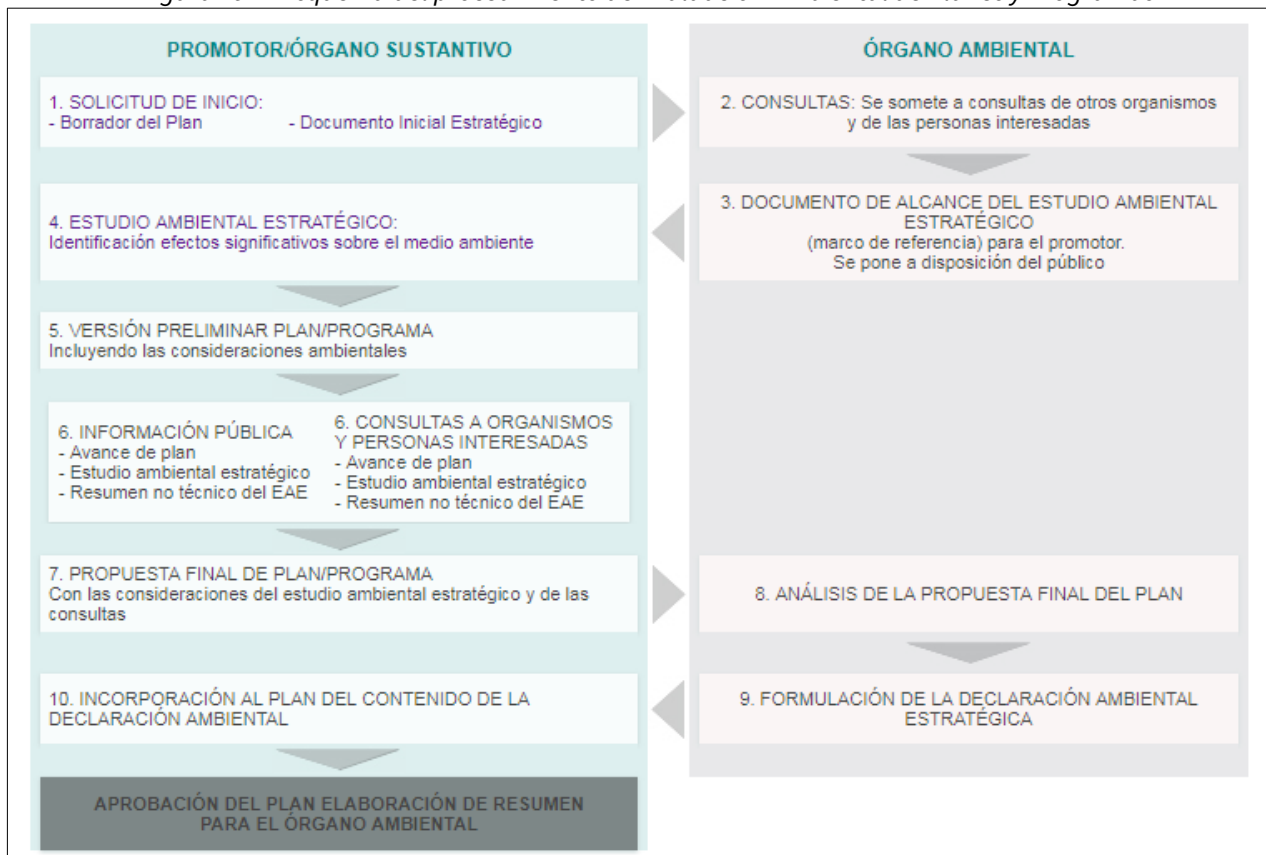 PROMOTOR/ÓRGANO SUSTANTIVO
ÓRGANO AMBIENTAL
1. SOLICITUD DE INICIO:
- Borrador del Plan - Documento Inicial Estratégico
2. CONSULTAS: Se somete a consultas de otros organismos
y de las personas interesadas
3. DOCUMENTO DE ALCANCE DEL ESTUDIO AMBIENTAL
ESTRATÉGICO
(marco de referencia) para el promotor.
Se pone a disposición del público
4. ESTUDIO AMBIENTAL ESTRATÉGICO:
Identificación efectos significativos sobre el medio ambiente
5. VERSIÓN PRELIMINAR PLAN/PROGRAMA
Incluyendo las consideraciones ambientales
6. INFORMACIÓN PÚBLICA
- Avance de plan
- Estudio ambiental estratégico
- Resumen no técnico del EAE
6. CONSULTAS A ORGANISMOS
Y PERSONAS INTERESADAS
- Avance de plan
- Estudio ambiental estratégico
- Resumen no técnico del EAE
7. PROPUESTA FINAL DE PLAN/PROGRAMA
Con las consideraciones del estudio ambiental estratégico y de las
consultas
8. ANÁLISIS DE LA PROPUESTA FINAL DEL PLAN
9. FORMULACIÓN DE LA DECLARACIÓN AMBIENTAL
ESTRATÉGICA
10. INCORPORACIÓN AL PLAN DEL CONTENIDO DE LA
DECLARACIÓN AMBIENTAL
APROBACIÓN DEL PLAN ELABORACIÓN DE RESUMEN
PARA EL ÓRGANO AMBIENTAL